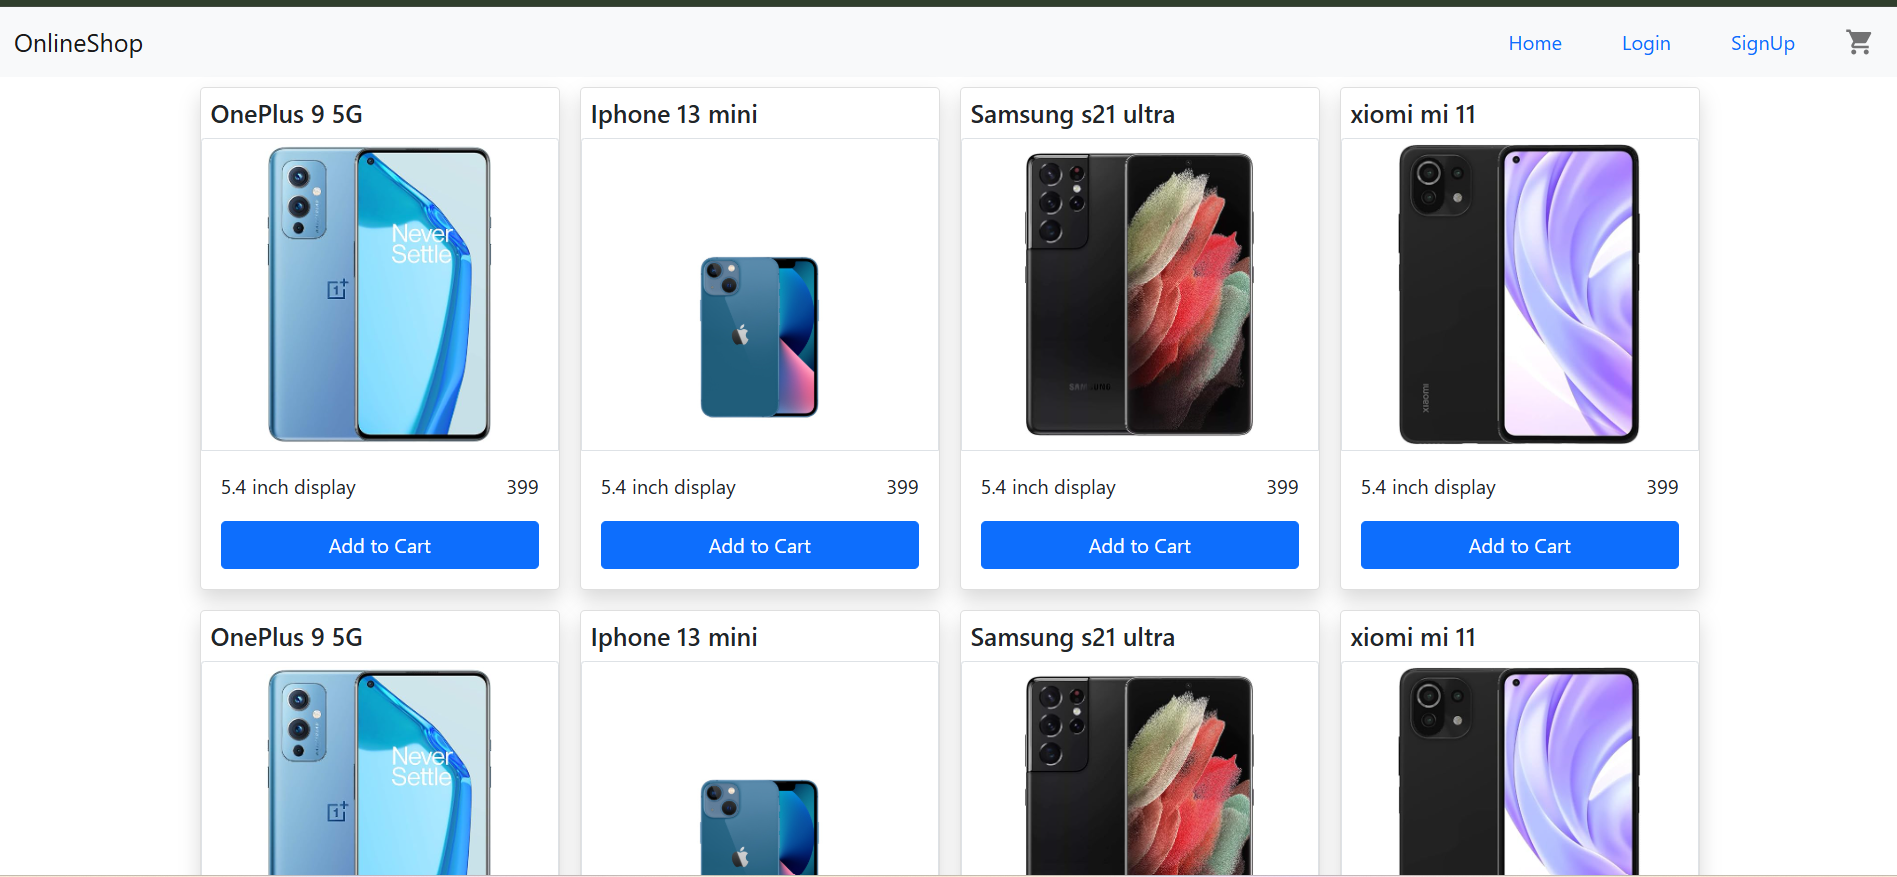 OnlineShop Home Login SignUp
OnePlus 9 5G Iphone 13 mini Samsung s21 ultra xiomi mi 11
Never
Settle
SAMSUNG
xiaomi
5.4 inch display 399 5.4 inch display 399 5.4 inch display 399 5.4 inch display 399
Add to Cart Add to Cart Add to Cart Add to Cart
OnePlus 9 5G Iphone 13 mini Samsung s21 ultra xiomi mi 11
Never
Settle